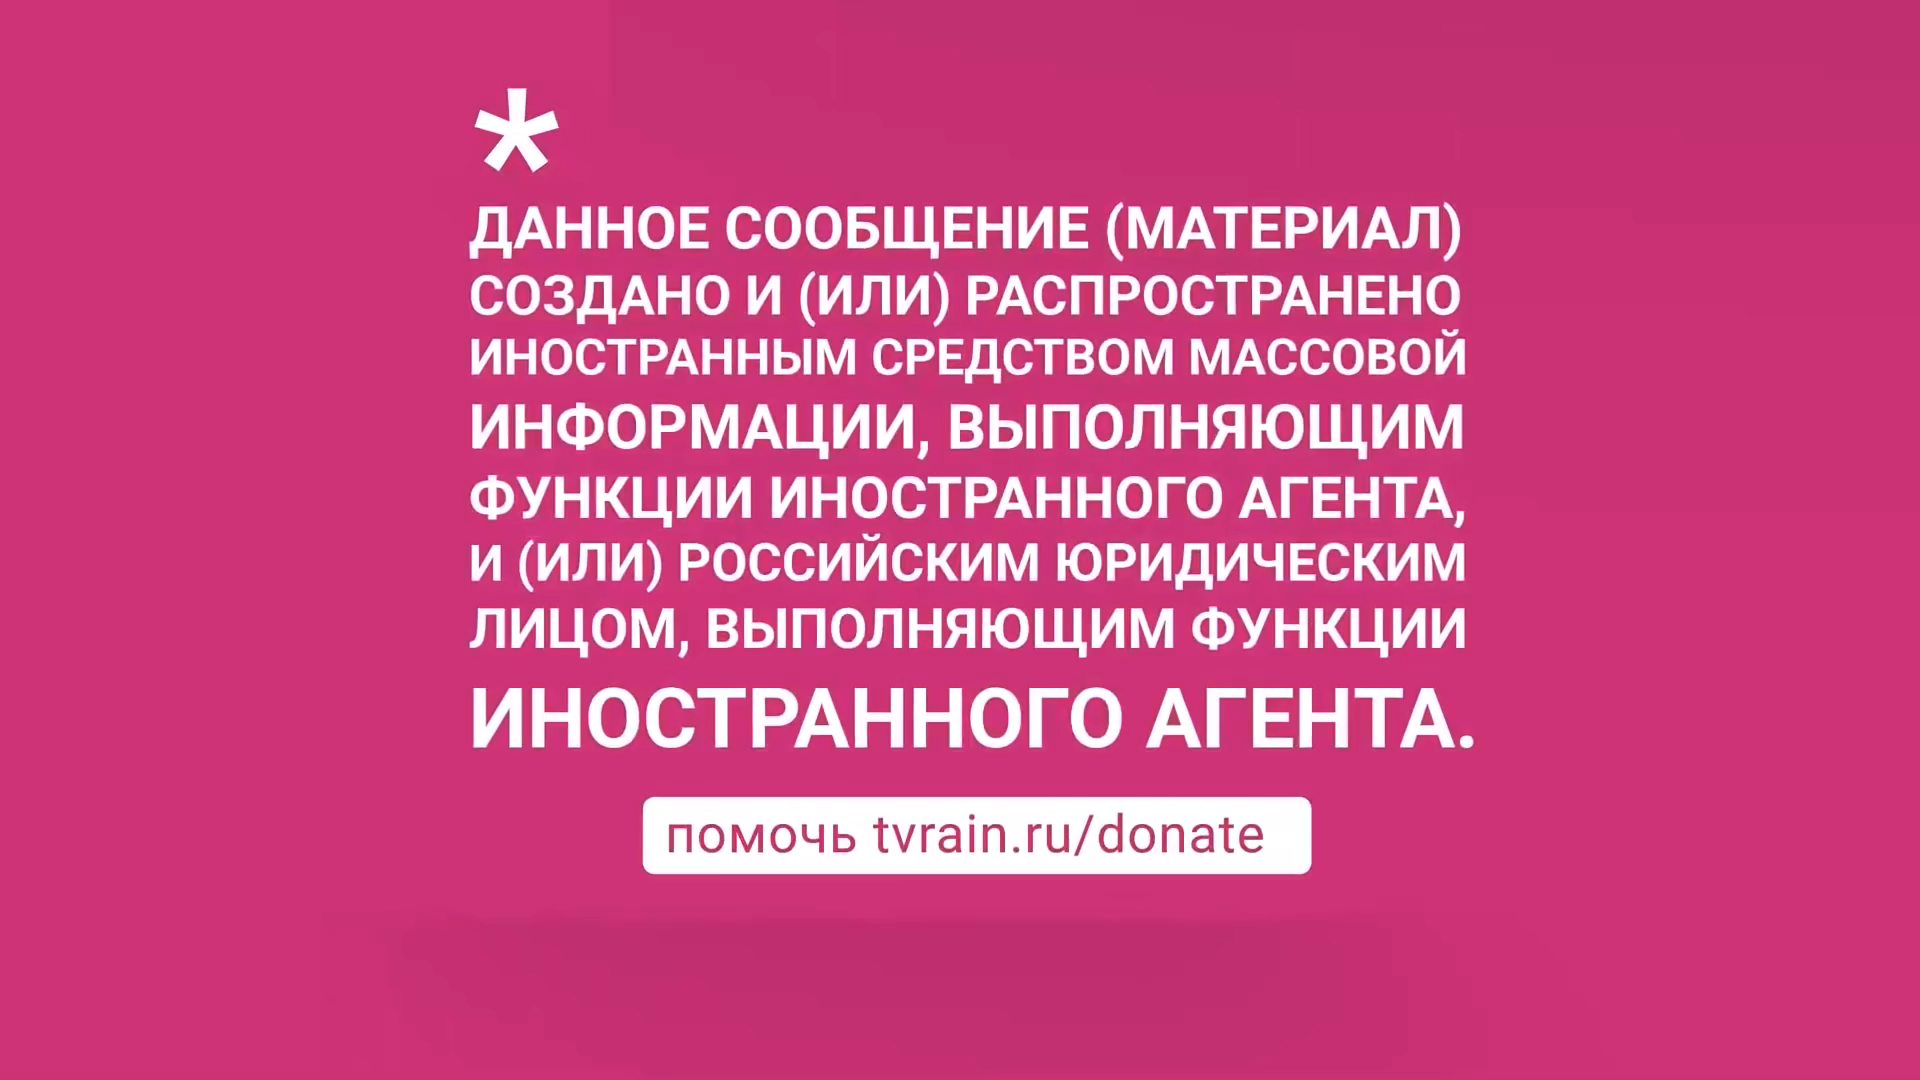 *
ДАННОЕ СООБЩЕНИЕ (МАТЕРИАЛ)
СОЗДАНО И (ИЛИ) РАСПРОСТРАНЕНО
ИНОСТРАННЫМ СРЕДСТВОМ МАССОВОЙ
ИНФОРМАЦИИ, ВЫПОЛНЯЮЩИМ
ФУНКЦИИ ИНОСТРАННОГО АГЕНТА,
И (ИЛИ) РОССИЙСКИМ ЮРИДИЧЕСКИМ
ЛИЦОМ, ВЫПОЛНЯЮЩИМ ФУНКЦИИ
ИНОСТРАННОГО АГЕНТА.
помочь tvrain.ru/donate